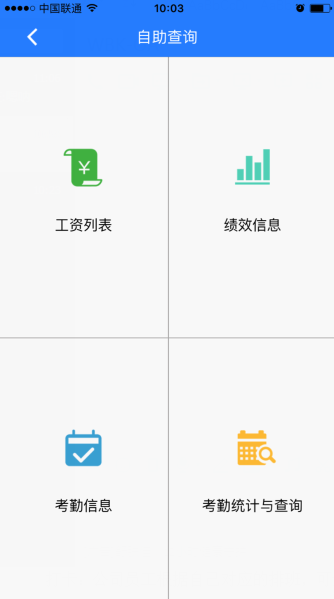 中国联通 10:03
自助查询
¥
工资列表 绩效信息
考勤信息 考勤统计与查询